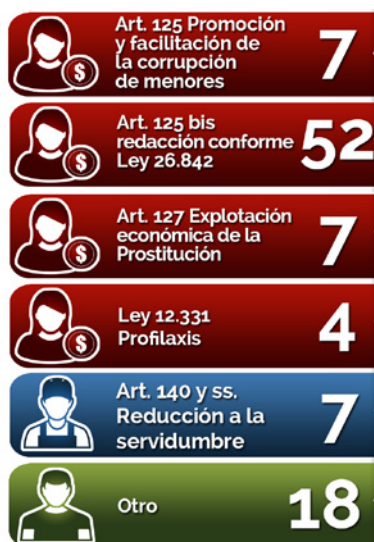 Art. 125 Promoción
y facilitación de
la corrupción
de menores
7
$
Art. 125 bis
redacción conforme
Ley 26.842
52
$
Art. 127 Explotación
económica de la
Prostitución
7
$
Ley 12.331
Profilaxis
4
$
Art. 140 y ss.
Reducción a la
servidumbre
7
Otro
18